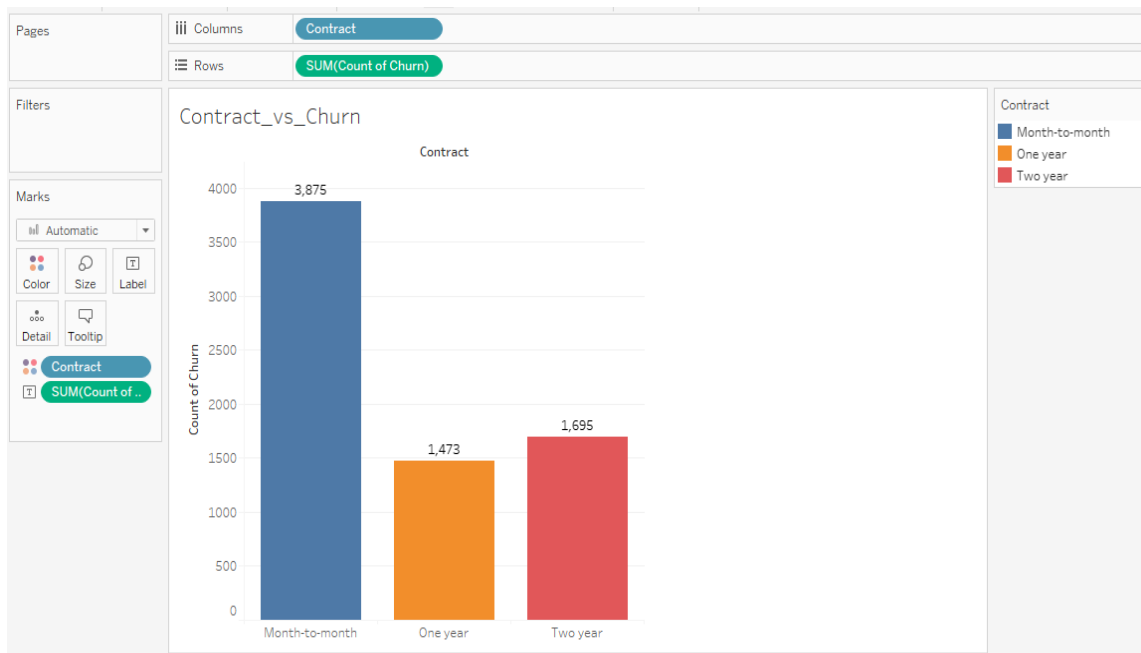 Pages
Columns
Contract
Rows
SUM(Count of Churn)
Filters
Marks
Automatic
Color
Size
T
Label
Detail
Tooltip
Contract
T
SUM(Count of ..
Contract_vs_Churn
Contract
Count of Churn
4000
3500
3000
2500
2000
1500
1000
500
0
3,875
1,473
1,695
Month-to-month
One year
Two year
Contract
Month-to-month
One year
Two year